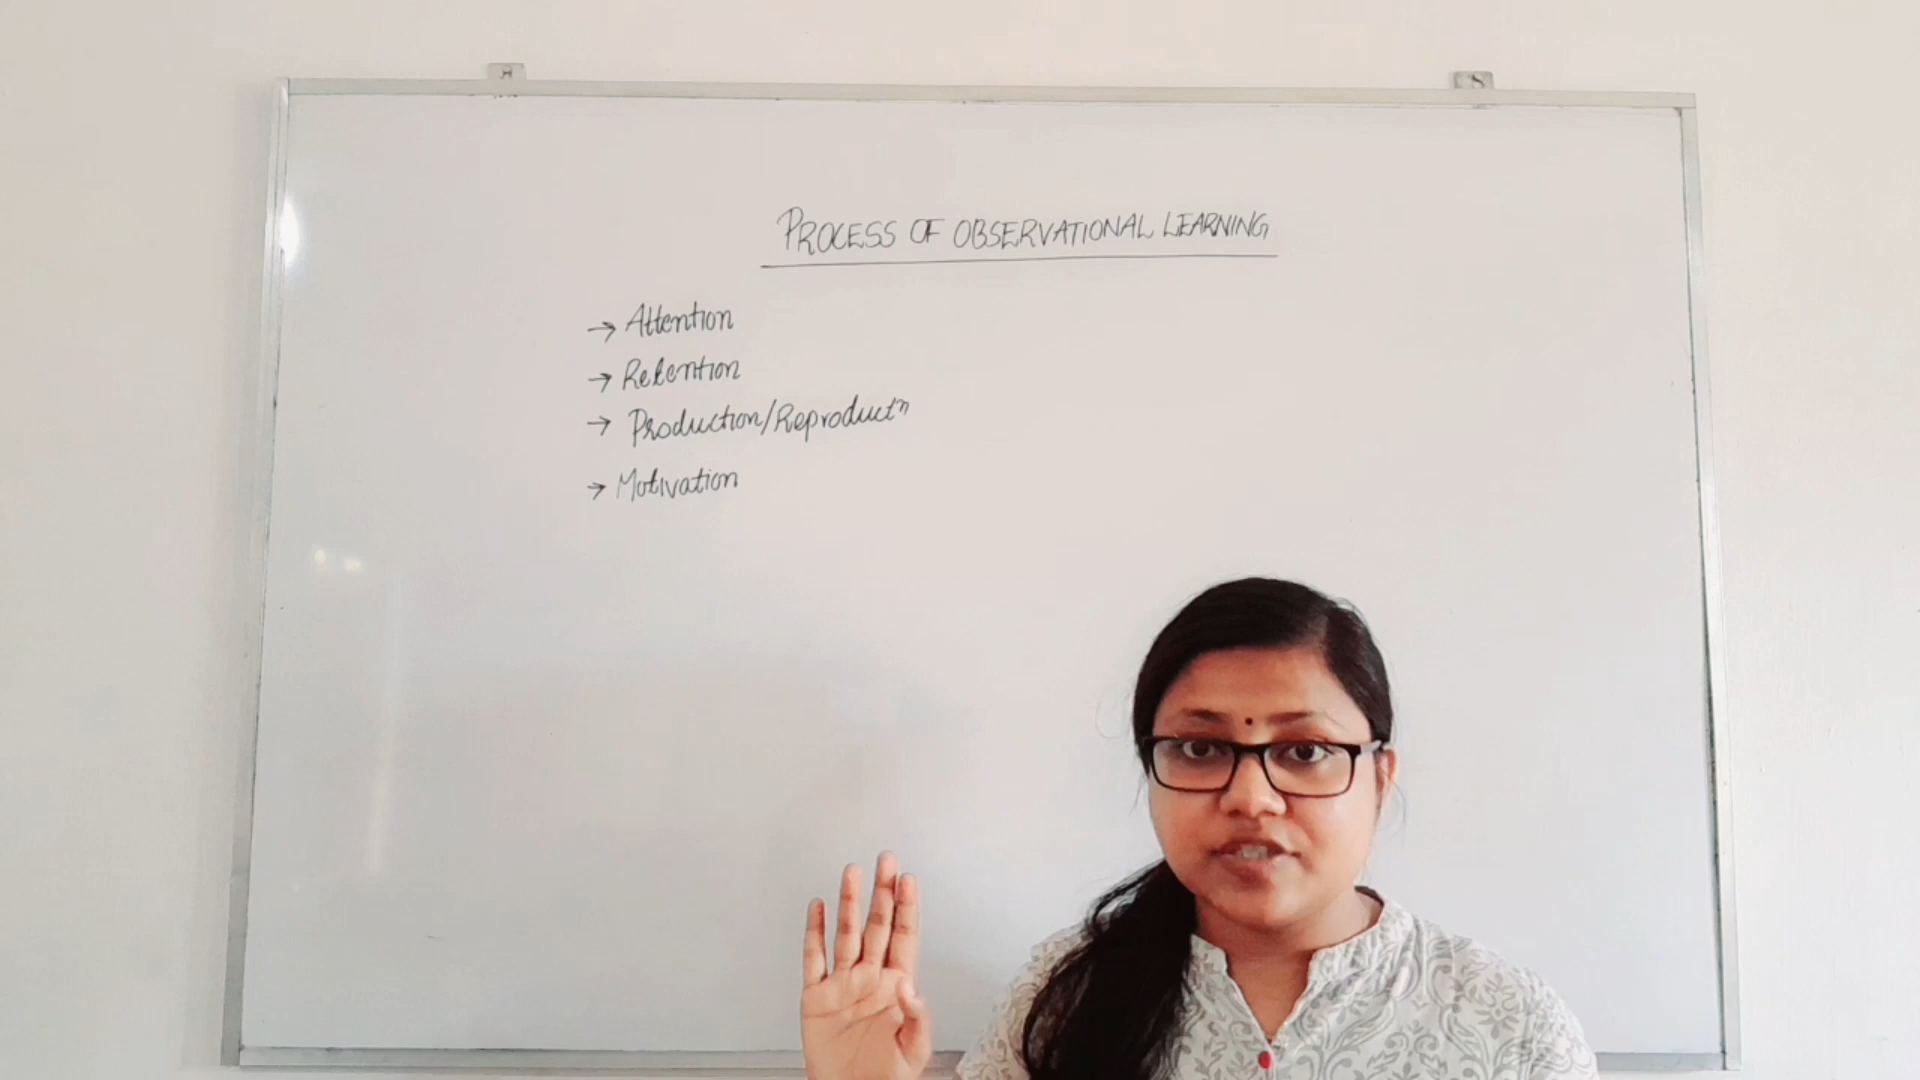 PROCESS OF OBSERVATIONAL LEARNING
→ Attention
→ Retention
→ Production/Reproductⁿ
→ Motivation